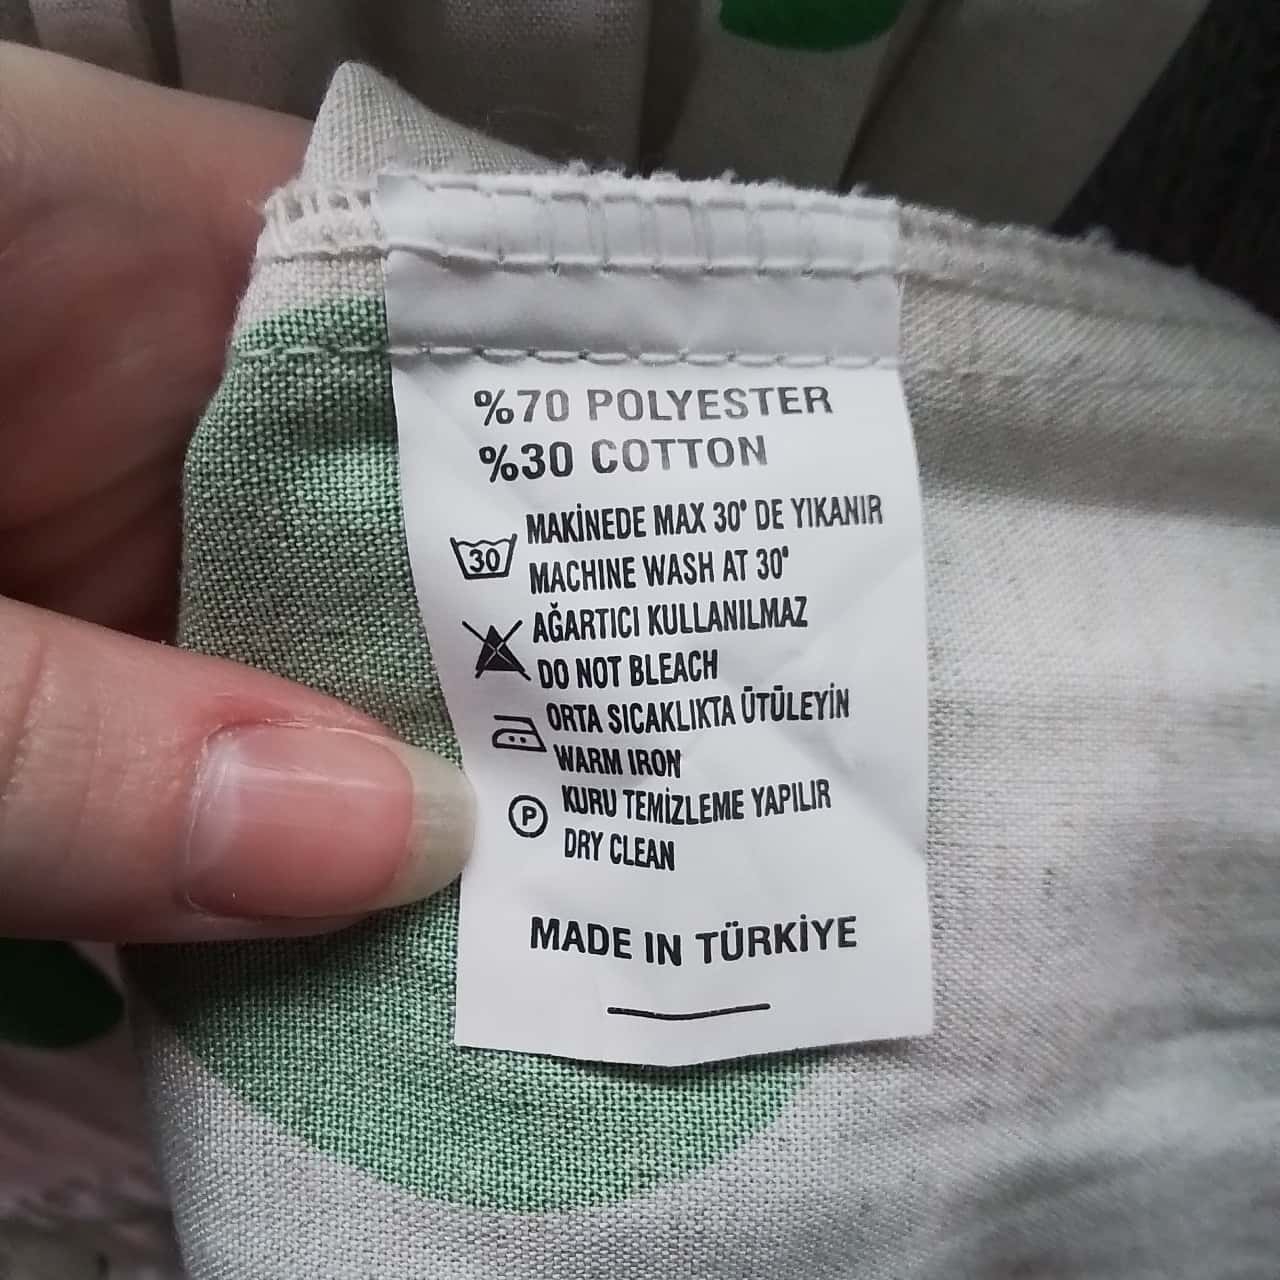 %70 POLYESTER
%30 COTTON
MAKİNEDE MAX 30° DE YIKANIR
30
MACHINE WASH AT 30°
AĞARTICI KULLANILMAZ
DO NOT BLEACH
ORTA SICAKLIKTA ÜTÜLEYİN
WARM IRON
KURU TEMİZLEME YAPILIR
P
DRY CLEAN
MADE IN TÜRKİYE